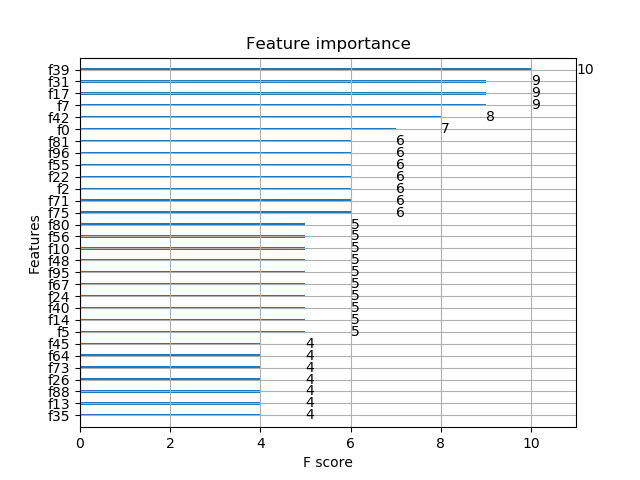 Feature importance
f39 10
f31 9
f17 9
f7 9
f42 8
f0 7
f81 6
f96 6
f55 6
f22 6
f2 6
f71 6
f75 6
f80 5
f56 5
f10 5
f48 5
f95 5
f67 5
f24 5
f40 5
f14 5
f5 5
f45 4
f64 4
f73 4
f26 4
f88 4
f13 4
f35 4
Features
0 2 4 6 8 10
F score